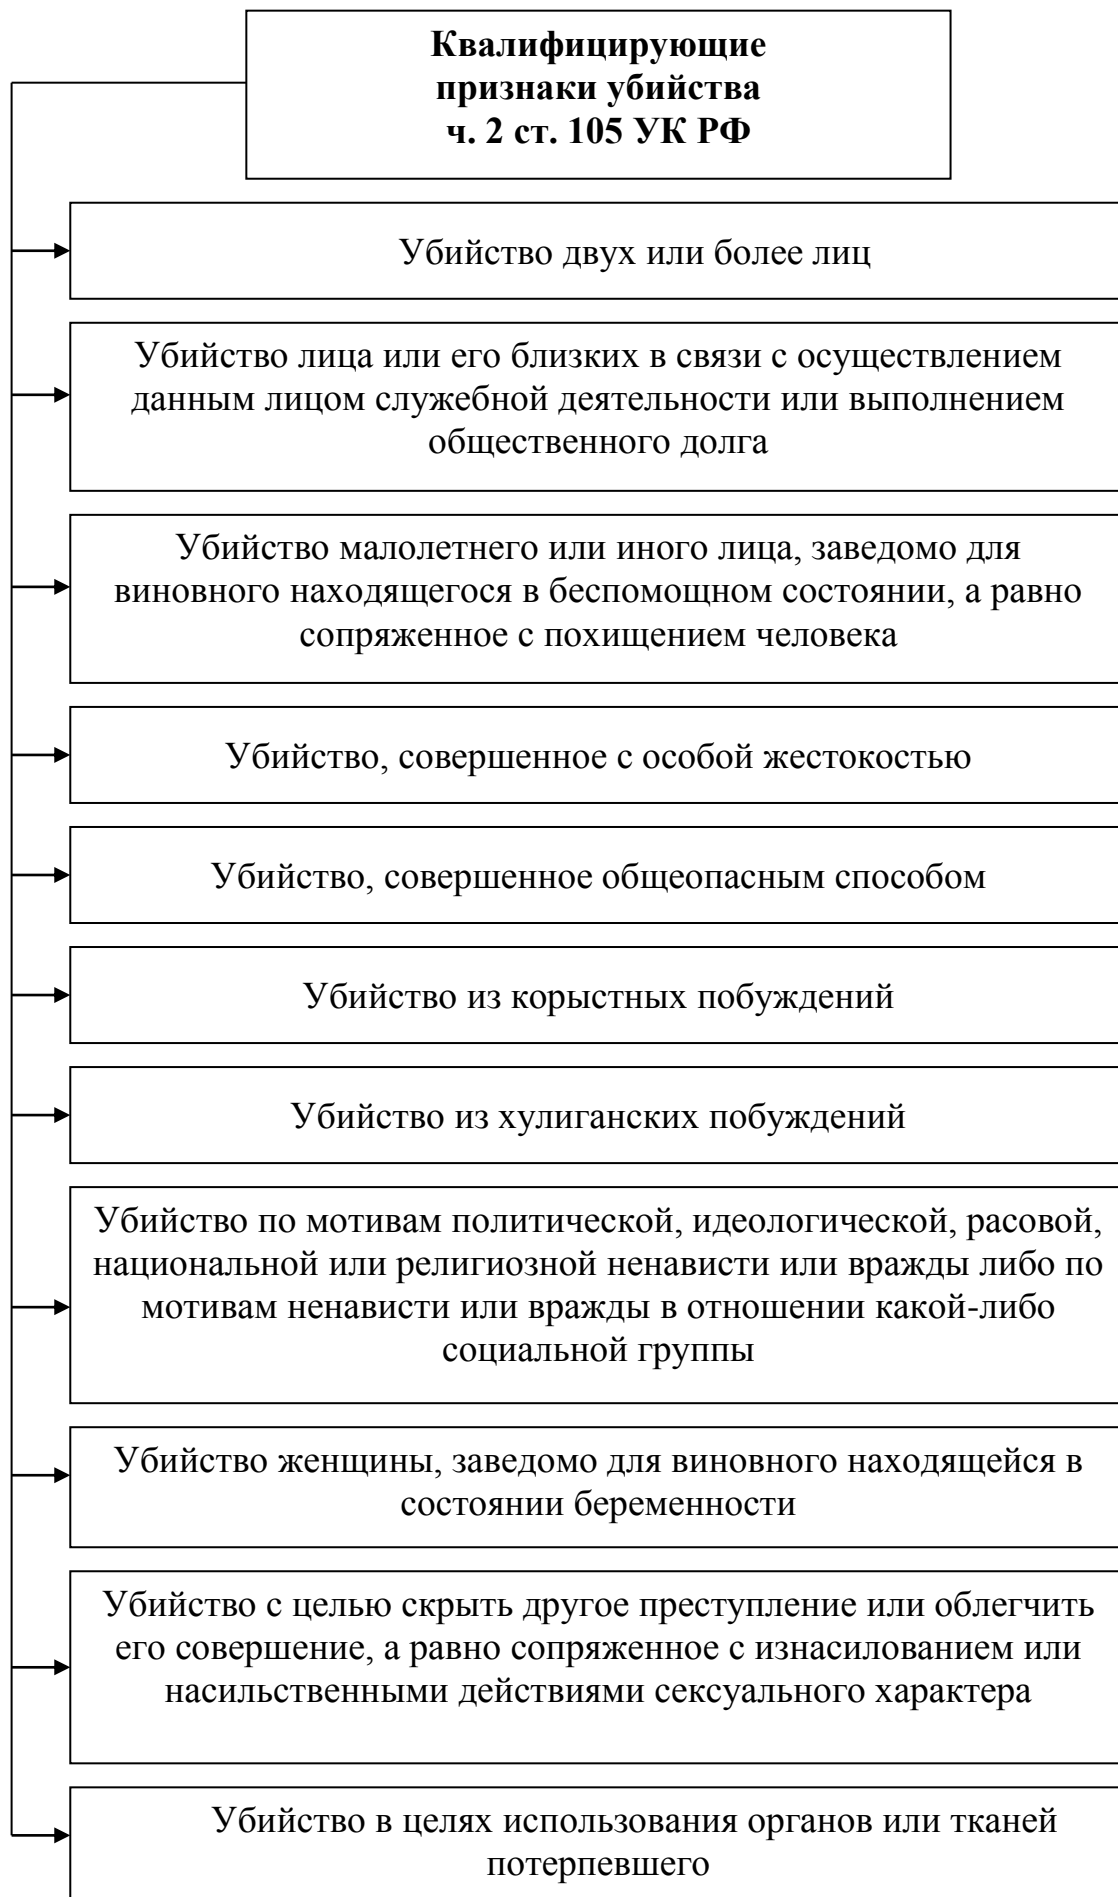 Квалифицирующие
признаки убийства
ч. 2 ст. 105 УК РФ
Убийство двух или более лиц
Убийство лица или его близких в связи с осуществлением
данным лицом служебной деятельности или выполнением
общественного долга
Убийство малолетнего или иного лица, заведомо для
виновного находящегося в беспомощном состоянии, а равно
сопряженное с похищением человека
Убийство, совершенное с особой жестокостью
Убийство, совершенное общеопасным способом
Убийство из корыстных побуждений
Убийство из хулиганских побуждений
Убийство по мотивам политической, идеологической, расовой,
национальной или религиозной ненависти или вражды либо по
мотивам ненависти или вражды в отношении какой-либо
социальной группы
Убийство женщины, заведомо для виновного находящейся в
состоянии беременности
Убийство с целью скрыть другое преступление или облегчить
его совершение, а равно сопряженное с изнасилованием или
насильственными действиями сексуального характера
Убийство в целях использования органов или тканей
потерпевшего